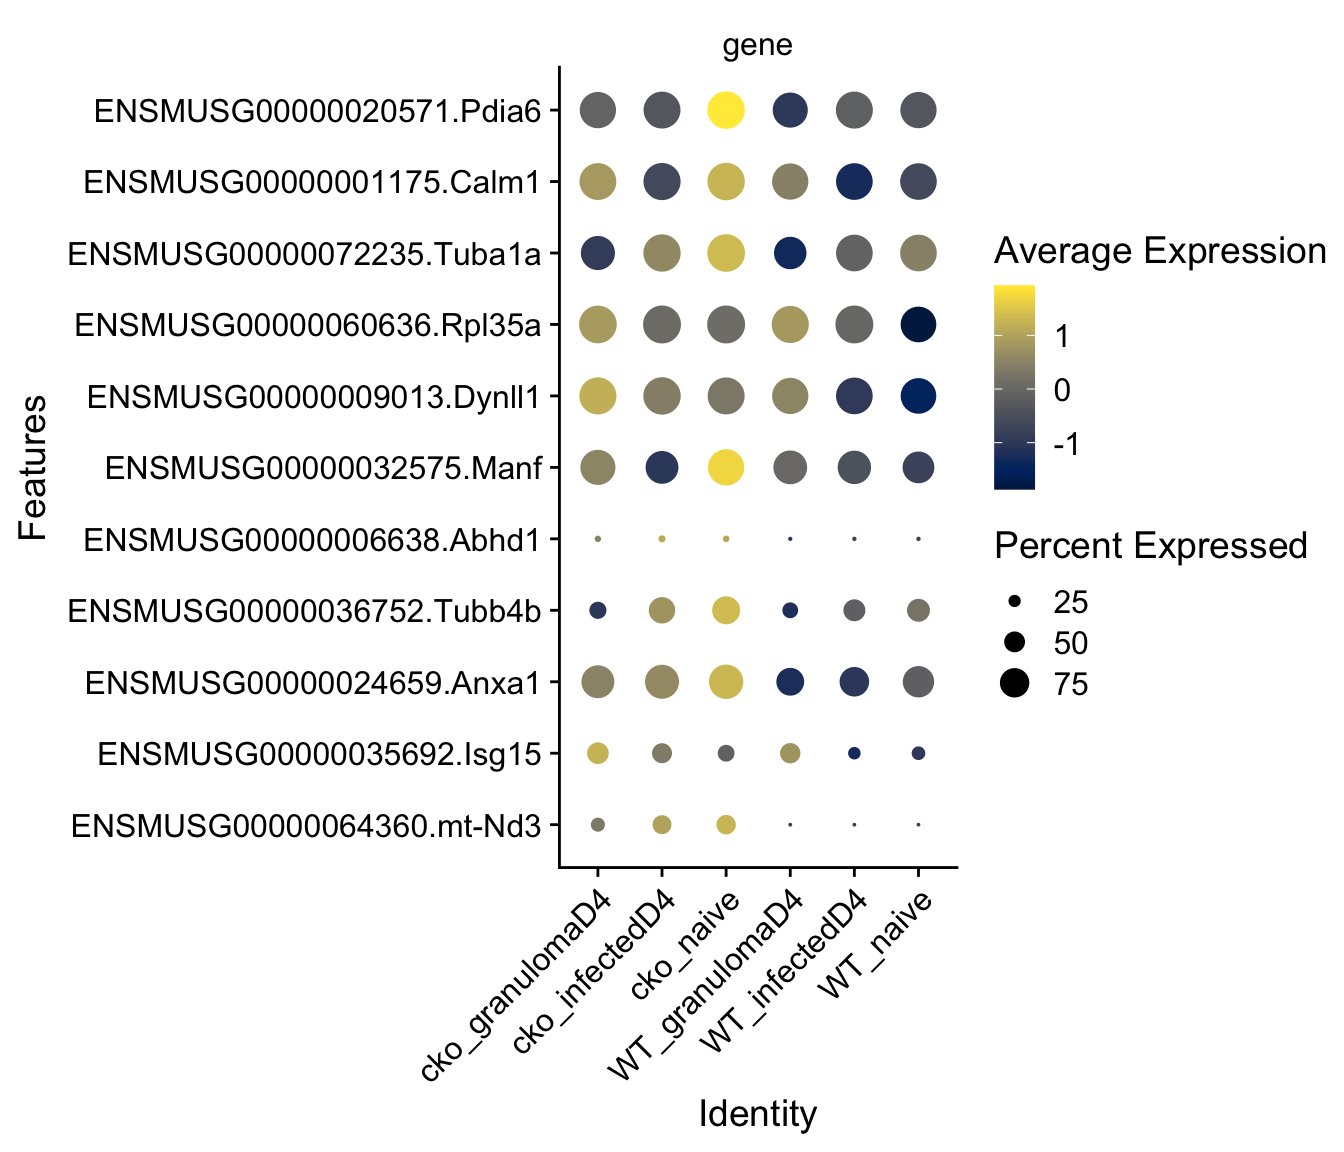 gene
ENSMUSG00000020571.Pdia6
ENSMUSG00000001175.Calm1
ENSMUSG00000072235.Tuba1a
ENSMUSG00000060636.Rpl35a
ENSMUSG00000009013.Dynll1
ENSMUSG00000032575.Manf
ENSMUSG00000006638.Abhd1
ENSMUSG00000036752.Tubb4b
ENSMUSG00000024659.Anxa1
ENSMUSG00000035692.Isg15
ENSMUSG00000064360.mt-Nd3
Features
cko_granulomaD4
cko_infectedD4
cko_naive
WT_granulomaD4
WT_infectedD4
WT_naive
Identity
Average Expression
1
0
-1
Percent Expressed
25
50
75